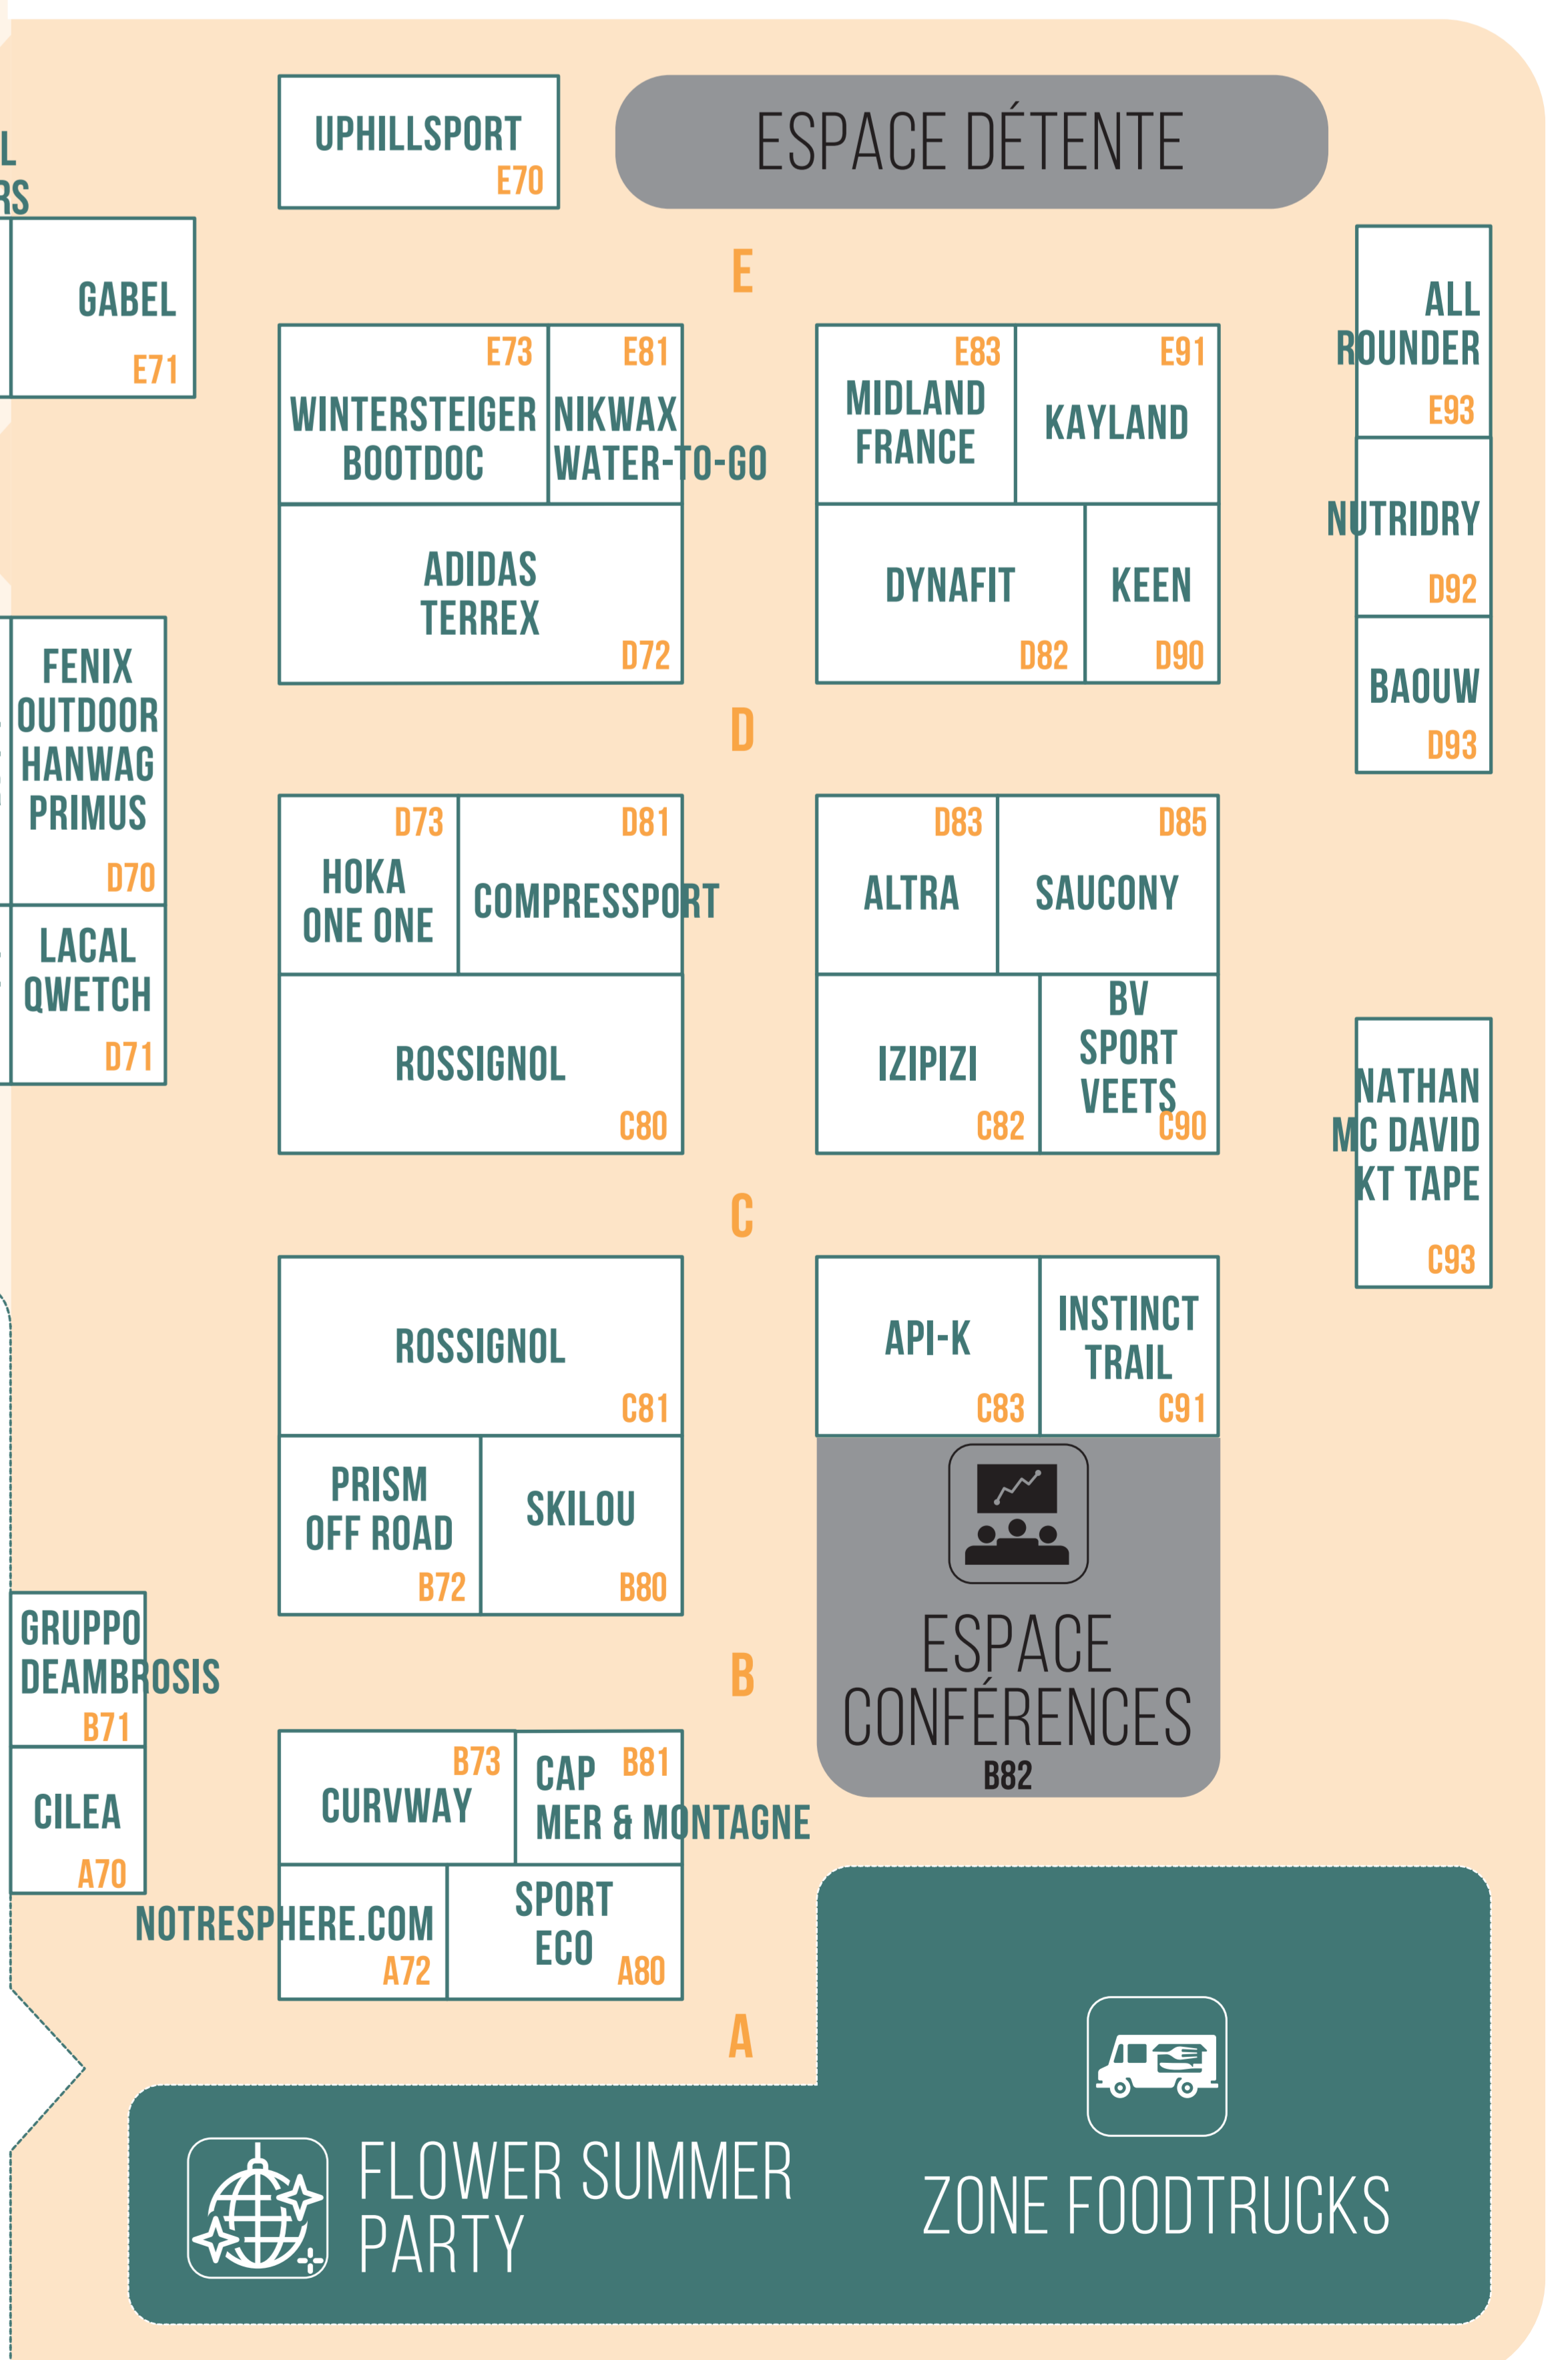 L
RS
UPHILLSPORT
E70
ESPACE DÉTENTE
GABEL
E71
E
ALL
ROUNDER
E93
E73
WINTERSTEIGER
BOOTDOC
E81
NIKWAX
WATER-TO-GO
E83
MIDLAND
FRANCE
E91
KAYLAND
NUTRIDRY
D92
ADIDAS
TERREX
D72
DYNAFIT
D82
KEEN
D90
BAOUW
D93
FENIX
OUTDOOR
HANWAG
PRIMUS
D70
D
D73
HOKA
ONE ONE
D81
COMPRESSPORT
D83
ALTRA
D85
SAUCONY
LACAL
QWETCH
D71
ROSSIGNOL
C80
IZIPIZI
C82
BV
SPORT
VEETS
C90
NATHAN
MC DAVID
KT TAPE
C93
C
ROSSIGNOL
C81
API-K
C83
INSTINCT
TRAIL
C91
PRISM
OFF ROAD
B72
SKILOU
B80
ESPACE
CONFÉRENCES
B82
GRUPPO
DEAMBROSIS
B71
B
CILEA
A70
B73
CURVWAY
CAP
B81
MER & MONTAGNE
NOTRESPHERE.COM
A72
SPORT
ECO
A80
A
FLOWER SUMMER
PARTY
ZONE FOODTRUCKS